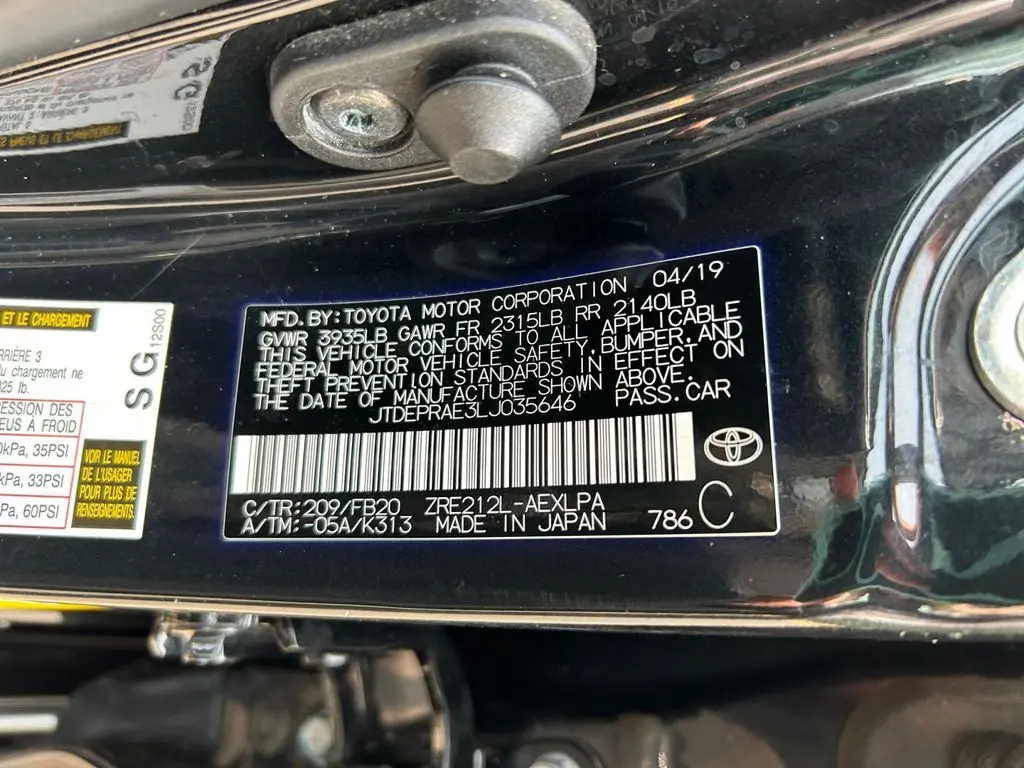 MFD. BY: TOYOTA MOTOR CORPORATION 04/19
GVWR 3935LB GAWR FR 2315LB RR 2140LB
THIS VEHICLE CONFORMS TO ALL APPLICABLE
FEDERAL MOTOR VEHICLE SAFETY, BUMPER, AND
THEFT PREVENTION STANDARDS IN EFFECT ON
THE DATE OF MANUFACTURE SHOWN ABOVE.
JTDEPRAE3LJ035646 PASS. CAR
C/TR: 209/FB20 ZRE212L-AEXLPA
A/TM: -05A/K313 MADE IN JAPAN 786 C
ET LE CHARGEMENT
RRIÈRE 3
u chargement ne
025 lb.
ESSION DES
EUS A FROID
0kPa, 35PSI
kPa, 33PSI
Pa, 60PSI
VOIR LE MANUEL
DE L'USAGER
POUR PLUS DE
RENSEIGNEMENTS.
SG
12S00